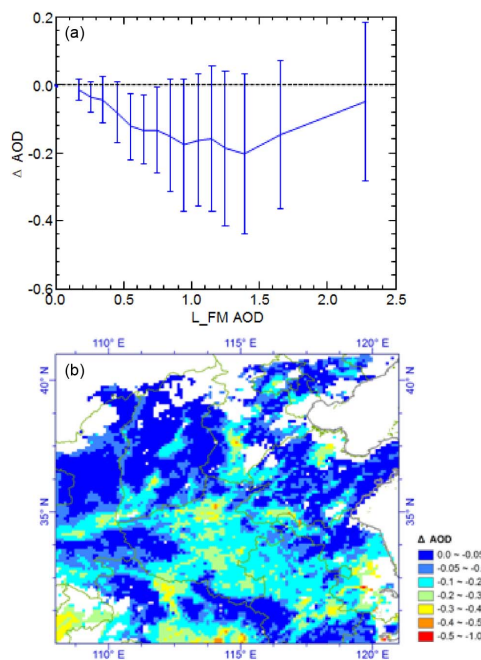 (a)
0.2
0.0
-0.2
-0.4
-0.6
Δ AOD
0.0 0.5 1.0 1.5 2.0 2.5
L_FM AOD
110° E 115° E 120° E
(b)
40° N 40° N
35° N 35° N
110° E 115° E 120° E
Δ AOD
0.0 ~ -0.05
-0.05 ~ -0.
-0.1 ~ -0.2
-0.2 ~ -0.3
-0.3 ~ -0.4
-0.4 ~ -0.5
-0.5 ~ -1.0